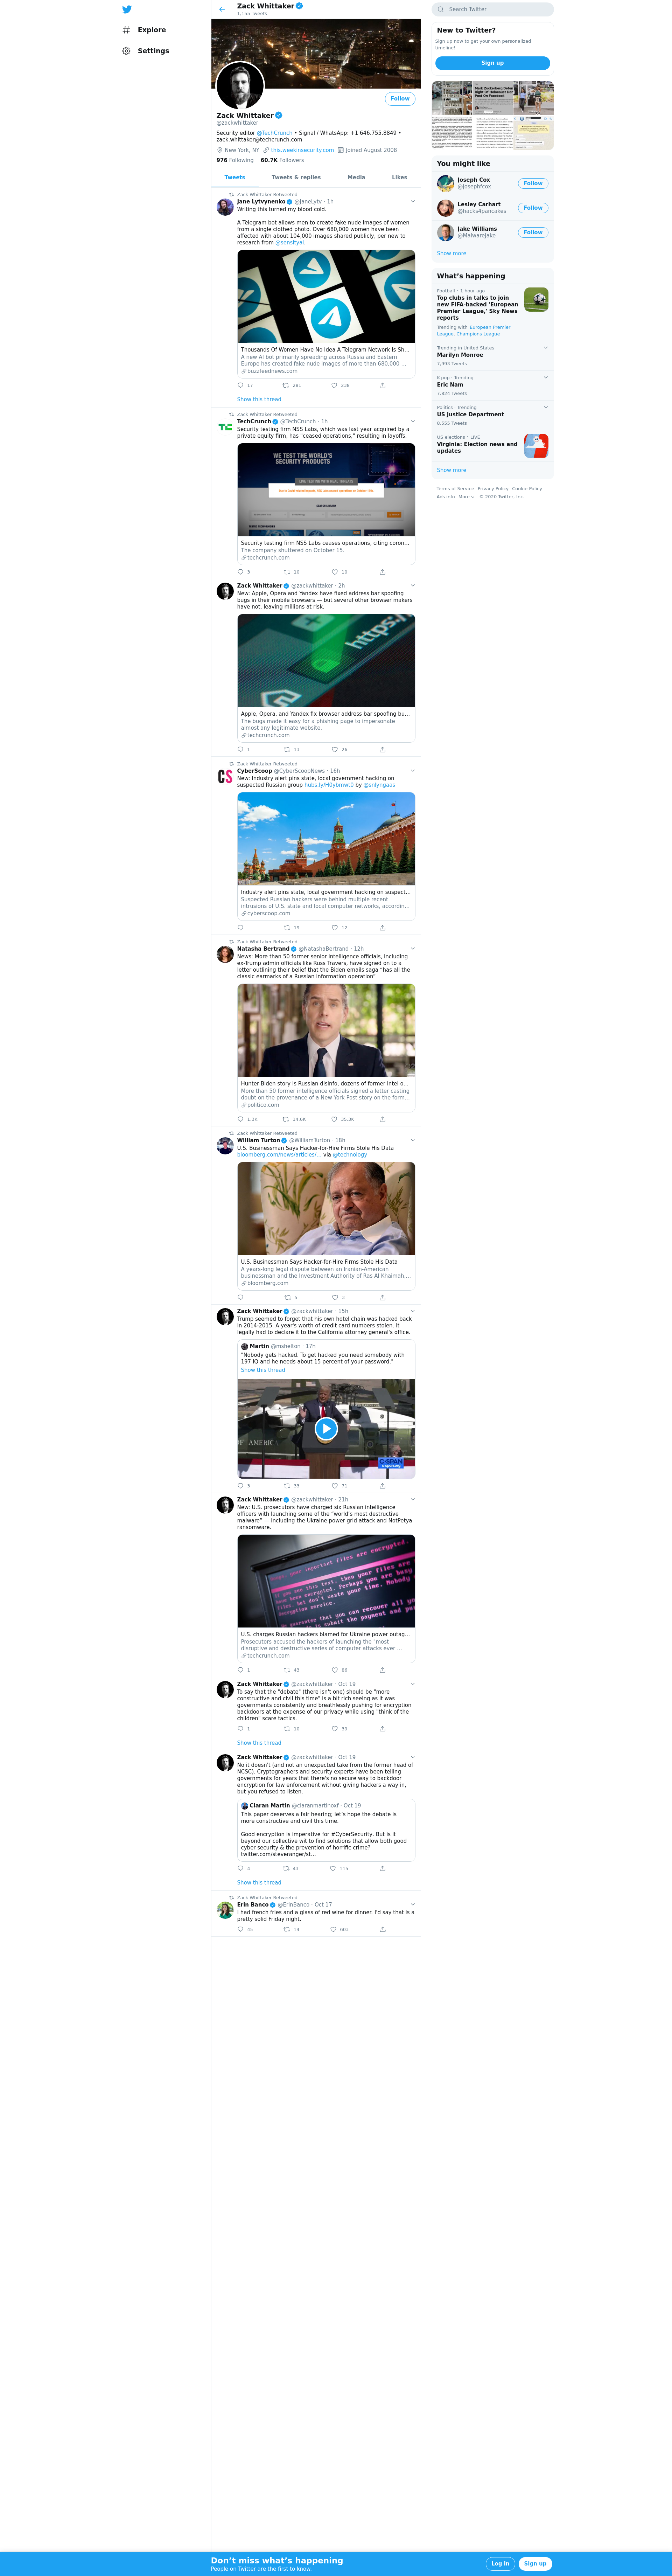 Explore
Settings
Zack Whittaker
1,151 Tweets
Follow
Zack Whittaker
@zackwhittaker
Security editor @TechCrunch • Signal / WhatsApp: +1 646.755.8849 •
zack.whittaker@techcrunch.com
New York, NY this.weekinsecurity.com Joined August 2008
976 Following 60.7K Followers
Tweets Tweets & replies Media Likes
Zack Whittaker Retweeted
Jane Lytvynenko @JaneLytv · 1h
Writing this turned my blood cold.
A Telegram bot allows men to create fake nude images of women
from a single clothed photo. Over 680,000 women have been
affected with about 104,000 images shared publicly, per new
research from @sensityai.
Thousands Of Women Have No Idea A Telegram Network Is Sh...
A new AI bot primarily spreading across Russia and Eastern
Europe has created fake nude images of more than 680,000 ...
buzzfeednews.com
17 281 238
Show this thread
Zack Whittaker Retweeted
TechCrunch @TechCrunch · 1h
Security testing firm NSS Labs, which was last year acquired by a
private equity firm, has "ceased operations," resulting in layoffs.
WE TEST THE WORLD'S
SECURITY PRODUCTS
Security testing firm NSS Labs ceases operations, citing coron...
The company shuttered on October 15.
techcrunch.com
3 10 10
Zack Whittaker @zackwhittaker · 2h
New: Apple, Opera and Yandex have fixed address bar spoofing
bugs in their mobile browsers — but several other browser makers
have not, leaving millions at risk.
https:/
Apple, Opera, and Yandex fix browser address bar spoofing bu...
The bugs made it easy for a phishing page to impersonate
almost any legitimate website.
techcrunch.com
1 13 26
Zack Whittaker Retweeted
CS
CyberScoop @CyberScoopNews · 16h
New: Industry alert pins state, local government hacking on
suspected Russian group hubs.ly/H0ybmwt0 by @snlyngaas
Industry alert pins state, local government hacking on suspect...
Suspected Russian hackers were behind multiple recent
intrusions of U.S. state and local computer networks, accordin...
cyberscoop.com
19 12
Zack Whittaker Retweeted
Natasha Bertrand @NatashaBertrand · 12h
News: More than 50 former senior intelligence officials, including
ex-Trump admin officials like Russ Travers, have signed on to a
letter outlining their belief that the Biden emails saga “has all the
classic earmarks of a Russian information operation”
Hunter Biden story is Russian disinfo, dozens of former intel o...
More than 50 former intelligence officials signed a letter casting
doubt on the provenance of a New York Post story on the form...
politico.com
1.3K 14.6K 35.3K
Zack Whittaker Retweeted
William Turton @WilliamTurton · 18h
U.S. Businessman Says Hacker-for-Hire Firms Stole His Data
bloomberg.com/news/articles/... via @technology
U.S. Businessman Says Hacker-for-Hire Firms Stole His Data
A years-long legal dispute between an Iranian-American
businessman and the Investment Authority of Ras Al Khaimah,...
bloomberg.com
5 3
Zack Whittaker @zackwhittaker · 15h
Trump seemed to forget that his own hotel chain was hacked back
in 2014-2015. A year's worth of credit card numbers stolen. It
legally had to declare it to the California attorney general's office.
Martin @mshelton · 17h
"Nobody gets hacked. To get hacked you need somebody with
197 IQ and he needs about 15 percent of your password."
Show this thread
C-SPAN
3 33 71
Zack Whittaker @zackwhittaker · 21h
New: U.S. prosecutors have charged six Russian intelligence
officers with launching some of the “world’s most destructive
malware” — including the Ukraine power grid attack and NotPetya
ransomware.
U.S. charges Russian hackers blamed for Ukraine power outag...
Prosecutors accused the hackers of launching the “most
disruptive and destructive series of computer attacks ever ...
techcrunch.com
1 43 86
Zack Whittaker @zackwhittaker · Oct 19
To say that the "debate" (there isn't one) should be "more
constructive and civil this time" is a bit rich seeing as it was
governments consistently and breathlessly pushing for encryption
backdoors at the expense of our privacy while using "think of the
children" scare tactics.
1 10 39
Show this thread
Zack Whittaker @zackwhittaker · Oct 19
No it doesn't (and not an unexpected take from the former head of
NCSC). Cryptographers and security experts have been telling
governments for years that there's no secure way to backdoor
encryption for law enforcement without giving hackers a way in,
but you refused to listen.
Ciaran Martin @ciaranmartinoxf · Oct 19
This paper deserves a fair hearing; let’s hope the debate is
more constructive and civil this time.
Good encryption is imperative for #CyberSecurity. But is it
beyond our collective wit to find solutions that allow both good
cyber security & the prevention of horrific crime?
twitter.com/steveranger/st...
4 43 115
Show this thread
Zack Whittaker Retweeted
Erin Banco @ErinBanco · Oct 17
I had french fries and a glass of red wine for dinner. I'd say that is a
pretty solid Friday night.
45 14 603
Search Twitter
New to Twitter?
Sign up now to get your own personalized
timeline!
Sign up
You might like
Joseph Cox
@josephfcox
Follow
Lesley Carhart
@hacks4pancakes
Follow
Jake Williams
@MalwareJake
Follow
Show more
What’s happening
Football · 1 hour ago
Top clubs in talks to join
new FIFA-backed 'European
Premier League,' Sky News
reports
Trending with European Premier
League, Champions League
Trending in United States
Marilyn Monroe
7,993 Tweets
K-pop · Trending
Eric Nam
7,824 Tweets
Politics · Trending
US Justice Department
8,555 Tweets
US elections · LIVE
Virginia: Election news and
updates
Show more
Terms of Service Privacy Policy Cookie Policy
Ads info More © 2020 Twitter, Inc.
Don’t miss what’s happening
People on Twitter are the first to know.
Log in
Sign up